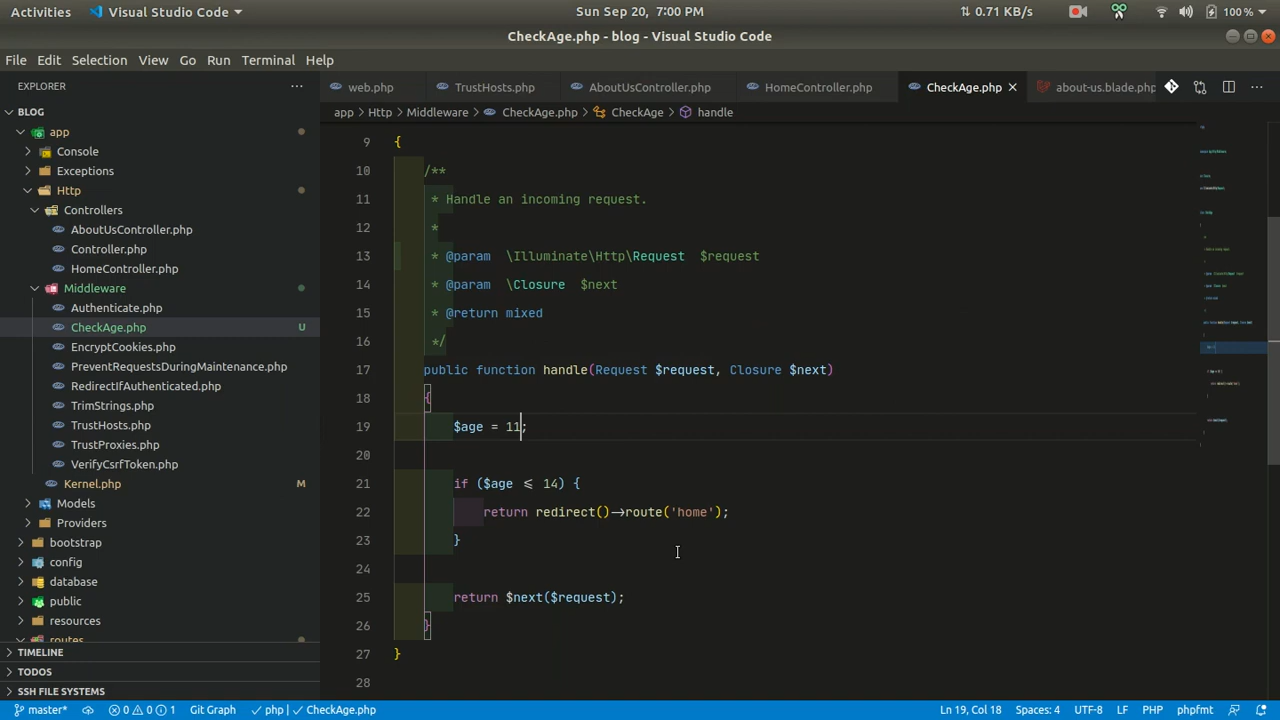 Activities Visual Studio Code Sun Sep 20, 7:00 PM 0.71 KB/s 100 %
CheckAge.php - blog - Visual Studio Code
File Edit Selection View Go Run Terminal Help
EXPLORER
web.php TrustHosts.php AboutUsController.php HomeController.php CheckAge.php about-us.blade.php
app > Http > Middleware > CheckAge.php > CheckAge > handle
BLOG
app
Console
Exceptions
Http
Controllers
AboutUsController.php
Controller.php
HomeController.php
Middleware
Authenticate.php
CheckAge.php U
EncryptCookies.php
PreventRequestsDuringMaintenance.php
RedirectIfAuthenticated.php
TrimStrings.php
TrustHosts.php
TrustProxies.php
VerifyCsrfToken.php
Kernel.php M
Models
Providers
bootstrap
config
database
public
resources
routes
TIMELINE
TODOS
SSH FILE SYSTEMS
9 {
10 /**
11 * Handle an incoming request.
12 *
13 * @param \Illuminate\Http\Request $request
14 * @param \Closure $next
15 * @return mixed
16 */
17 public function handle(Request $request, Closure $next)
18 {
19 $age = 11;
20
21 if ($age <= 14) {
22 return redirect()->route('home');
23 }
24
25 return $next($request);
26 }
27 }
28
master* 0 0 1 Git Graph php CheckAge.php Ln 19, Col 18 Spaces: 4 UTF-8 LF PHP phpfmt